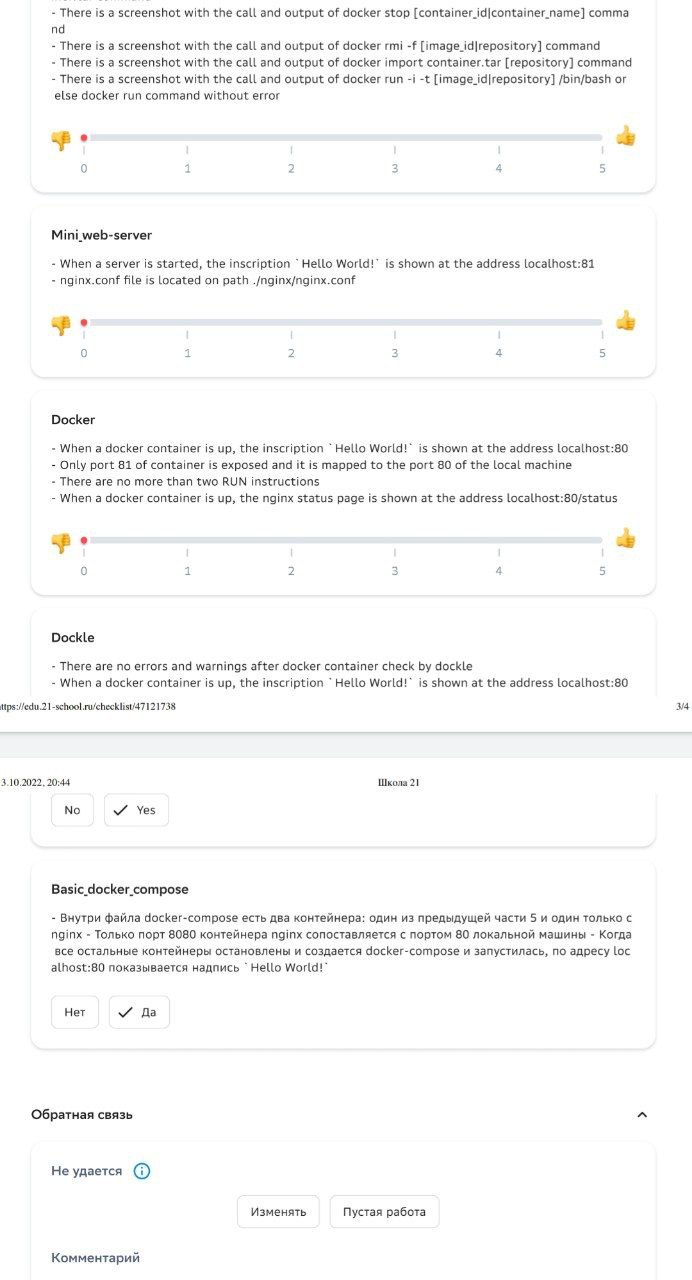 - There is a screenshot with the call and output of docker stop [container_id|container_name] comma
nd
- There is a screenshot with the call and output of docker rmi -f [image_id|repository] command
- There is a screenshot with the call and output of docker import container.tar [repository] command
- There is a screenshot with the call and output of docker run -i -t [image_id|repository] /bin/bash or
else docker run command without error
0 1 2 3 4 5
Mini_web-server
- When a server is started, the inscription `Hello World!` is shown at the address localhost:81
- nginx.conf file is located on path ./nginx/nginx.conf
0 1 2 3 4 5
Docker
- When a docker container is up, the inscription `Hello World!` is shown at the address localhost:80
- Only port 81 of container is exposed and it is mapped to the port 80 of the local machine
- There are no more than two RUN instructions
- When a docker container is up, the nginx status page is shown at the address localhost:80/status
0 1 2 3 4 5
Dockle
- There are no errors and warnings after docker container check by dockle
- When a docker container is up, the inscription `Hello World!` is shown at the address localhost:80
ttps://edu.21-school.ru/checklist/47121738 3/4
3.10.2022, 20:44 Школа 21
No Yes
Basic_docker_compose
- Внутри файла docker-compose есть два контейнера: один из предыдущей части 5 и один только с
nginx - Только порт 8080 контейнера nginx сопоставляется с портом 80 локальной машины - Когда
все остальные контейнеры остановлены и создается docker-compose и запустилась, по адресу loc
alhost:80 показывается надпись `Hello World!`
Нет Да
Обратная связь
Не удается
Изменять Пустая работа
Комментарий